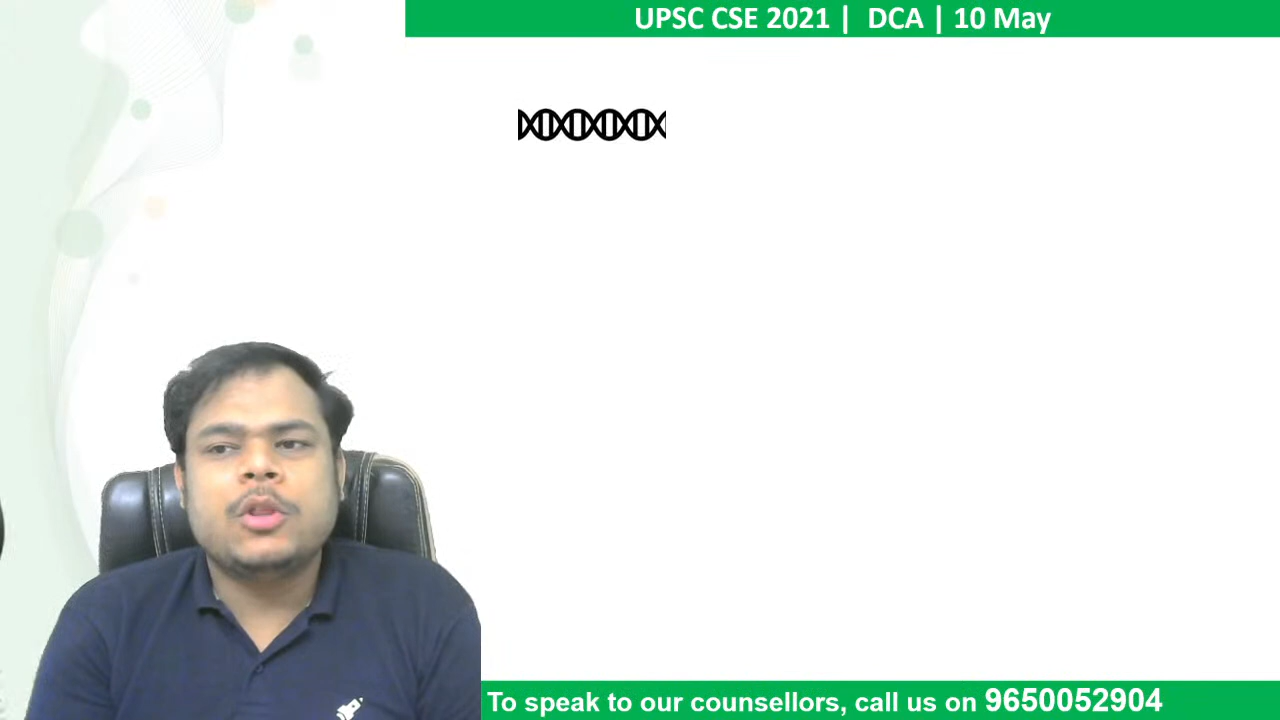 UPSC CSE 2021 | DCA | 10 May
To speak to our counsellors, call us on 9650052904